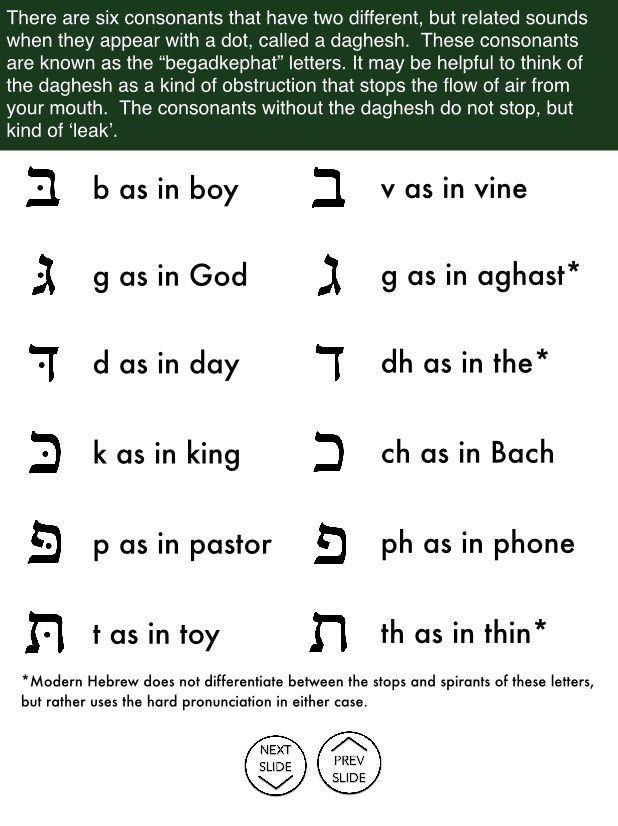 There are six consonants that have two different, but related sounds
when they appear with a dot, called a daghesh.  These consonants
are known as the “begadkephat” letters. It may be helpful to think of
the daghesh as a kind of obstruction that stops the flow of air from
your mouth.  The consonants without the daghesh do not stop, but
kind of ‘leak’.
בּ b as in boy ב v as in vine
גּ g as in God ג g as in aghast*
דּ d as in day ד dh as in the*
כּ k as in king כ ch as in Bach
פּ p as in pastor פ ph as in phone
תּ t as in toy ת th as in thin*
*Modern Hebrew does not differentiate between the stops and spirants of these letters,
but rather uses the hard pronunciation in either case.
NEXT
SLIDE
PREV
SLIDE